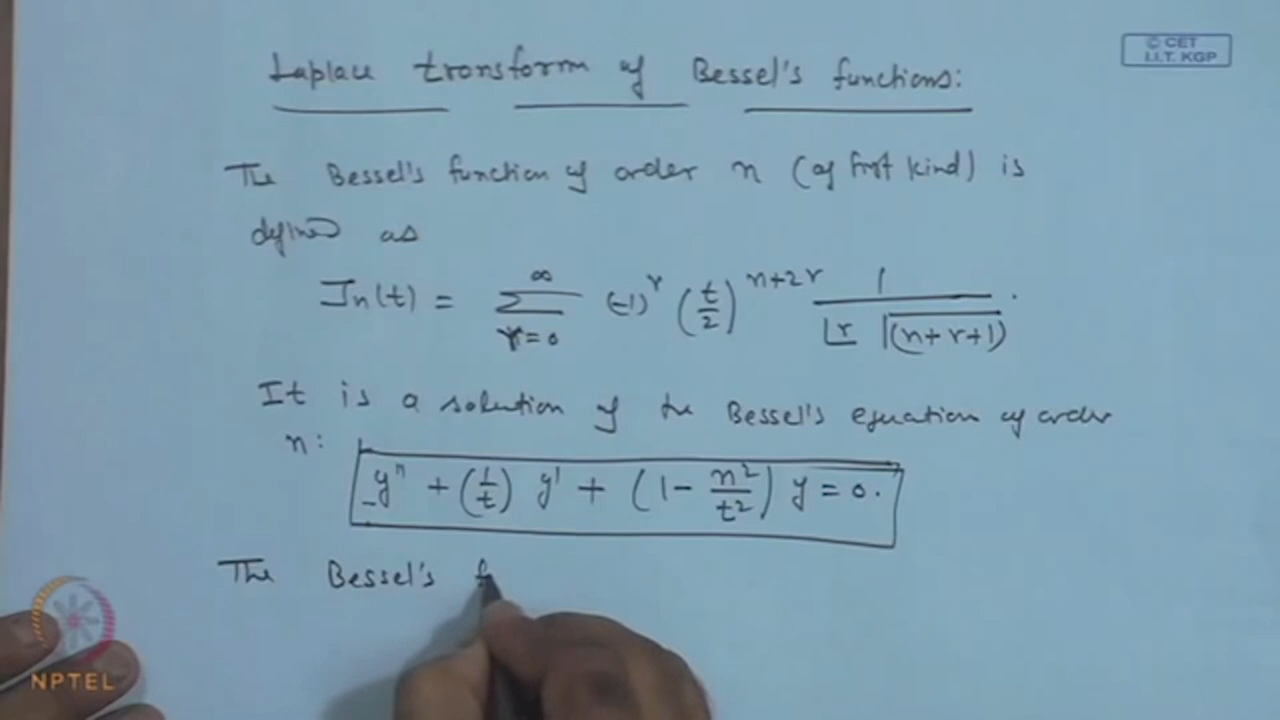 © CET
I.I.T. KGP
Laplace transform of Bessel's functions:
The Bessel's function of order n (of first kind) is
defined as
Jn(t) = ∞ Σ r=0 (-1)^r (t/2)^(n+2r) 1 / (⌊r Γ(n+r+1)).
It is a solution of the Bessel's equation of order
n:
y'' + (1/t) y' + (1 - n²/t²) y = 0.
The Bessel's f
NPTEL